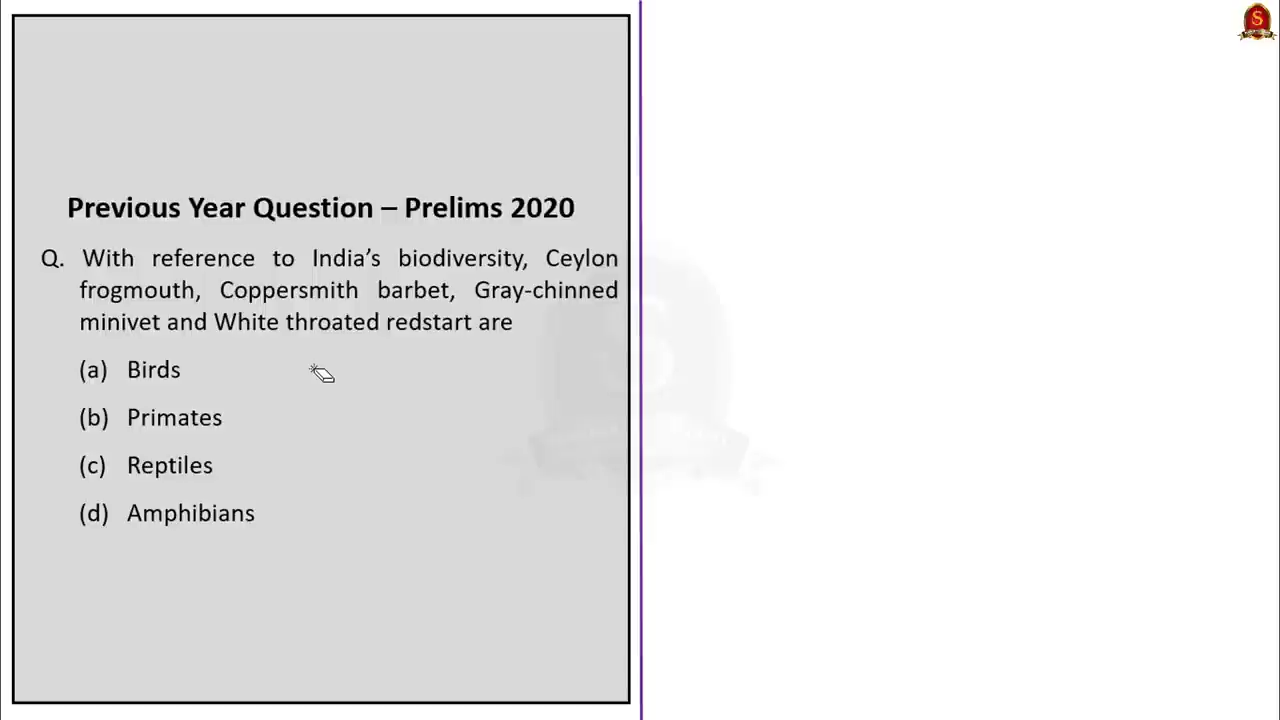 S
Previous Year Question – Prelims 2020
Q. With reference to India’s biodiversity, Ceylon
frogmouth, Coppersmith barbet, Gray-chinned
minivet and White throated redstart are
(a) Birds
(b) Primates
(c) Reptiles
(d) Amphibians